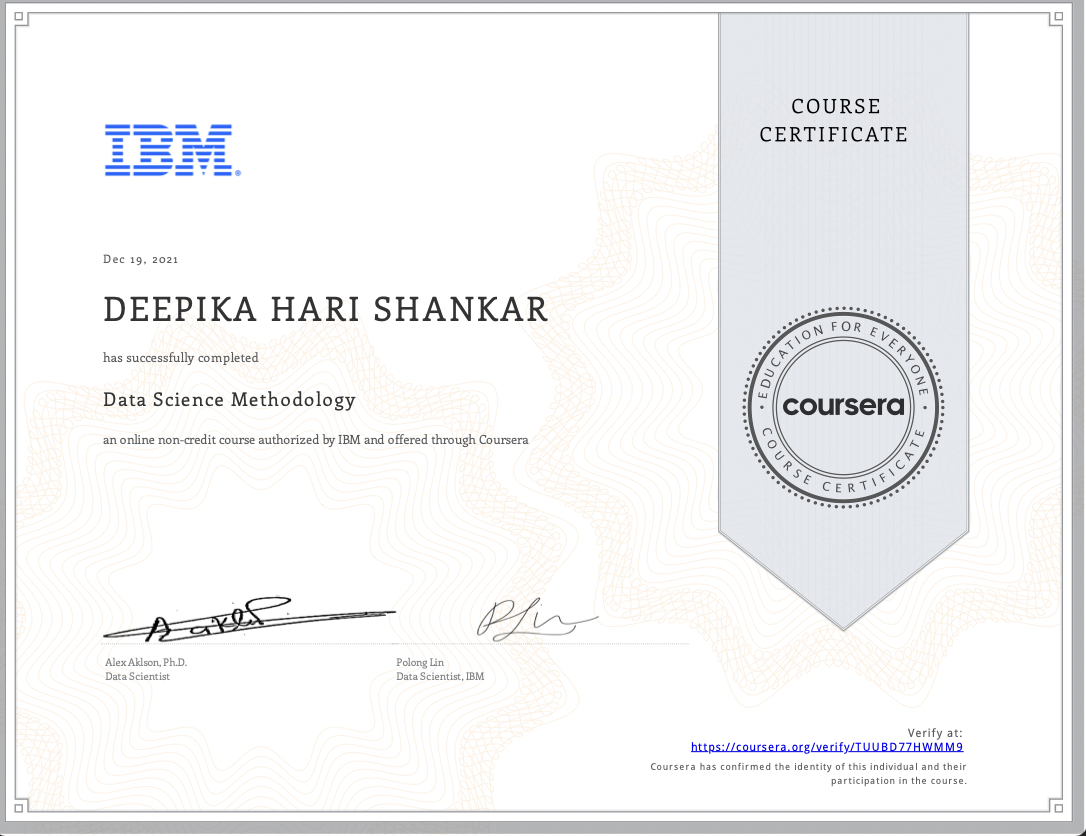 COURSE
CERTIFICATE
IBM®
Dec 19, 2021
DEEPIKA HARI SHANKAR
has successfully completed
Data Science Methodology
an online non-credit course authorized by IBM and offered through Coursera
EDUCATION FOR EVERYONE
coursera
COURSE CERTIFICATE
Alex Aklson, Ph.D.
Data Scientist
Polong Lin
Data Scientist, IBM
Verify at:
https://coursera.org/verify/TUUBD77HWMM9
Coursera has confirmed the identity of this individual and their
participation in the course.